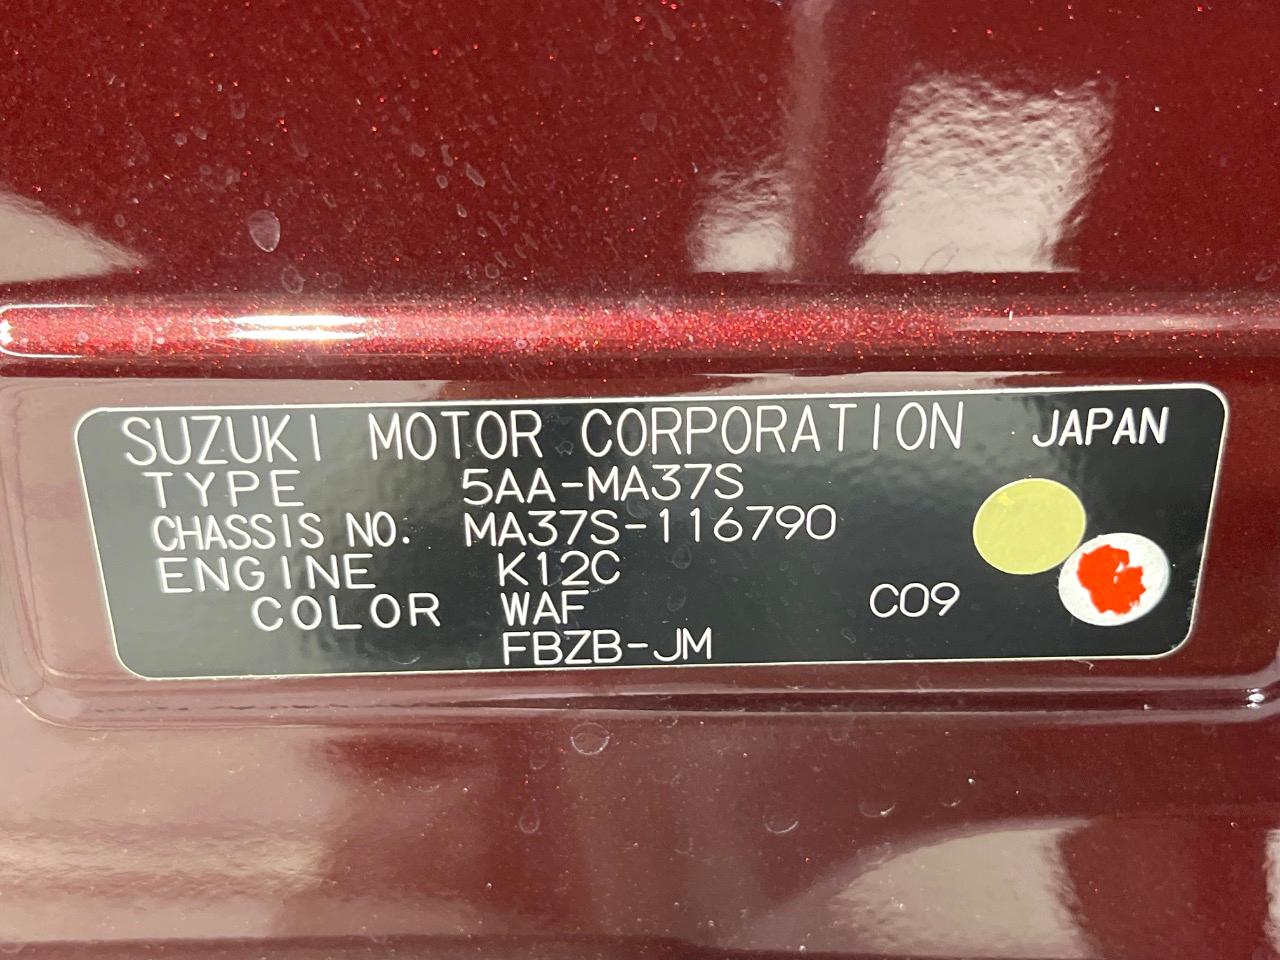 SUZUKI MOTOR CORPORATION JAPAN
TYPE 5AA-MA37S
CHASSIS NO. MA37S-116790
ENGINE K12C
COLOR WAF C09
FBZB-JM